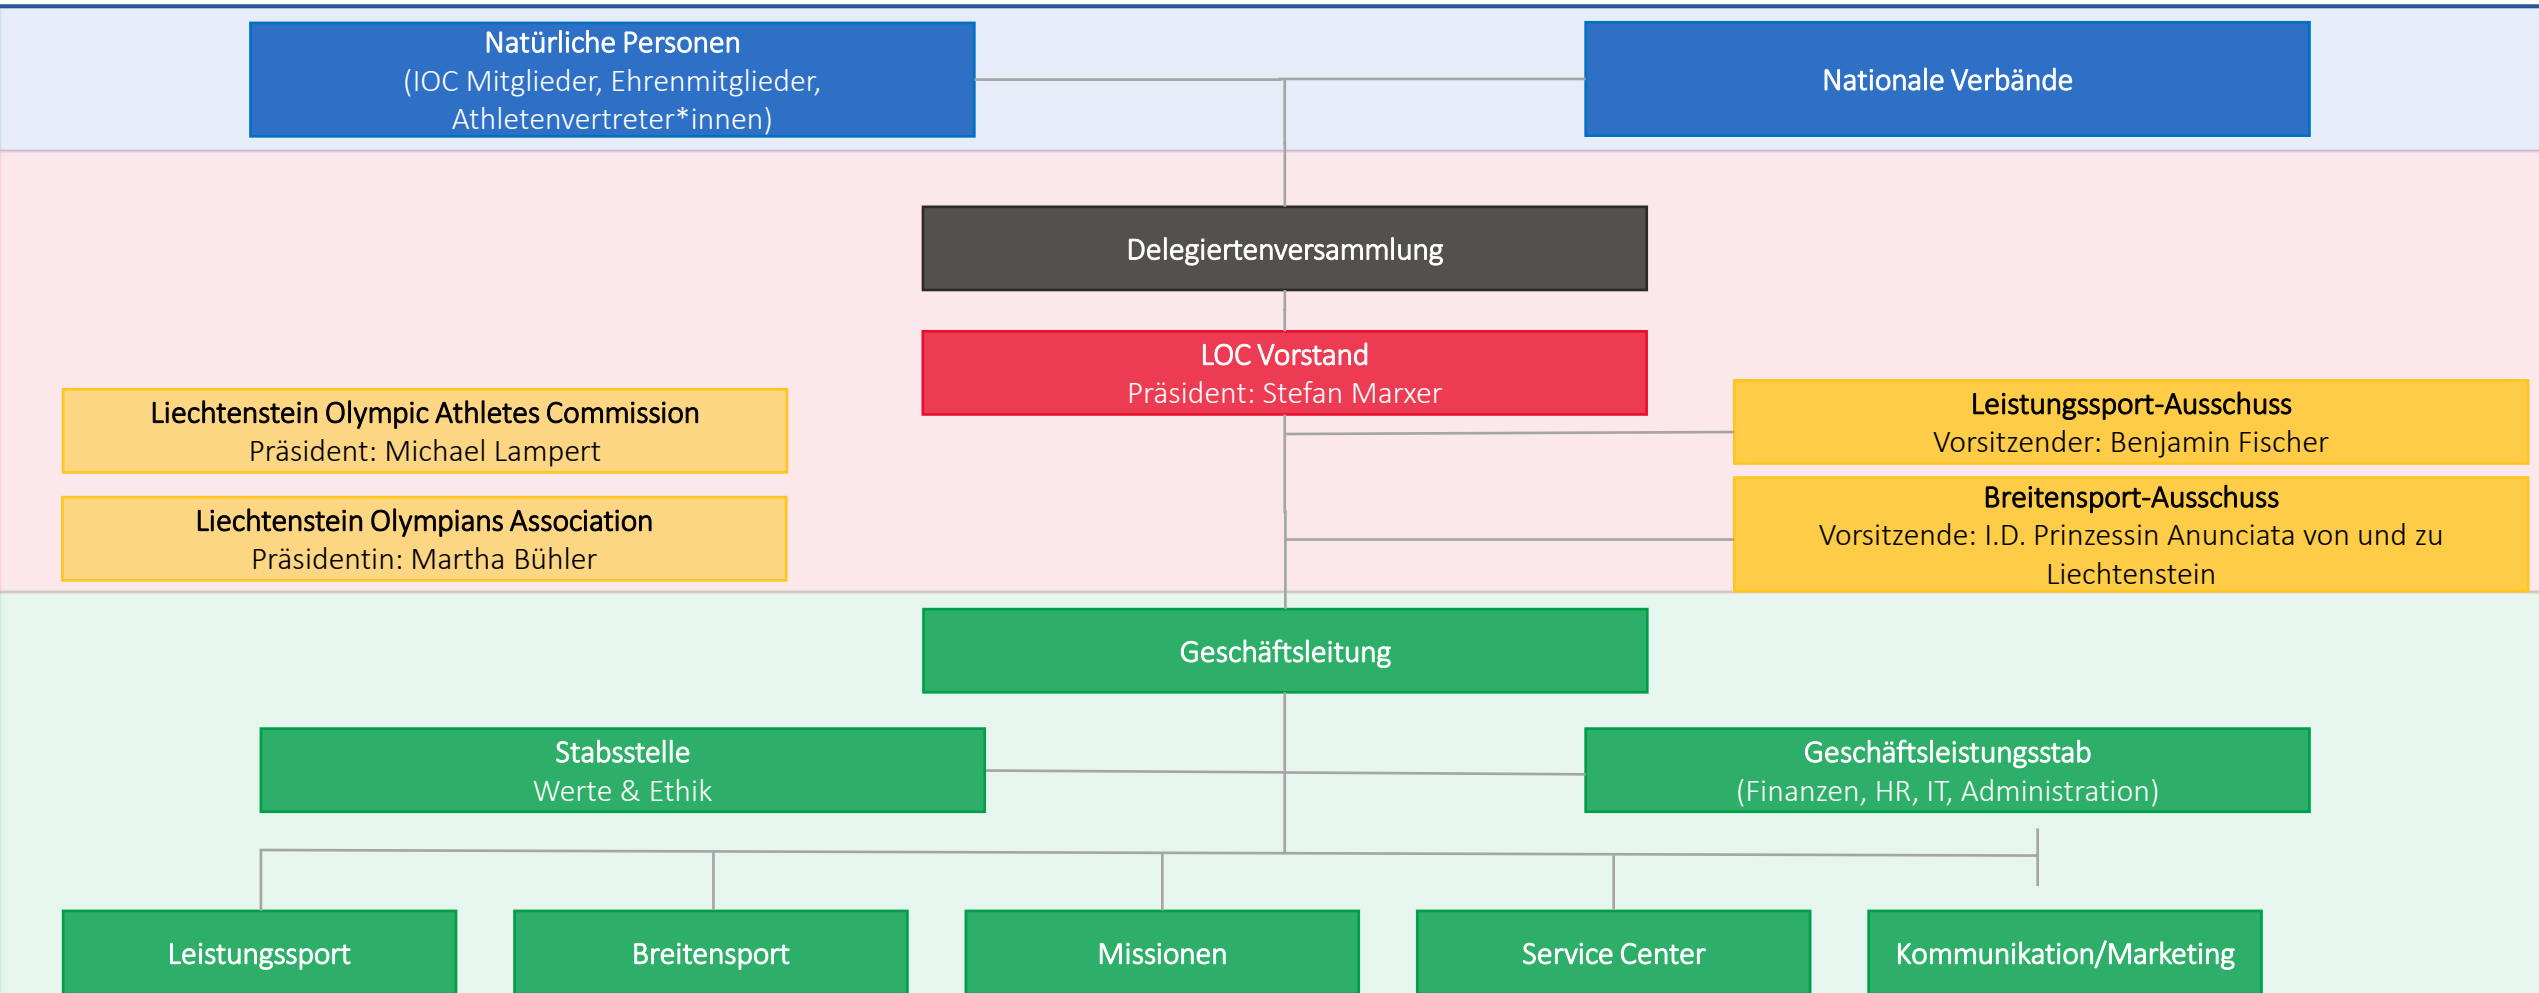 Natürliche Personen
(IOC Mitglieder, Ehrenmitglieder,
Athletenvertreter*innen)
Nationale Verbände
Delegiertenversammlung
LOC Vorstand
Präsident: Stefan Marxer
Liechtenstein Olympic Athletes Commission
Präsident: Michael Lampert
Leistungssport-Ausschuss
Vorsitzender: Benjamin Fischer
Liechtenstein Olympians Association
Präsidentin: Martha Bühler
Breitensport-Ausschuss
Vorsitzende: I.D. Prinzessin Anunciata von und zu
Liechtenstein
Geschäftsleitung
Stabsstelle
Werte & Ethik
Geschäftsleistungsstab
(Finanzen, HR, IT, Administration)
Leistungssport
Breitensport
Missionen
Service Center
Kommunikation/Marketing